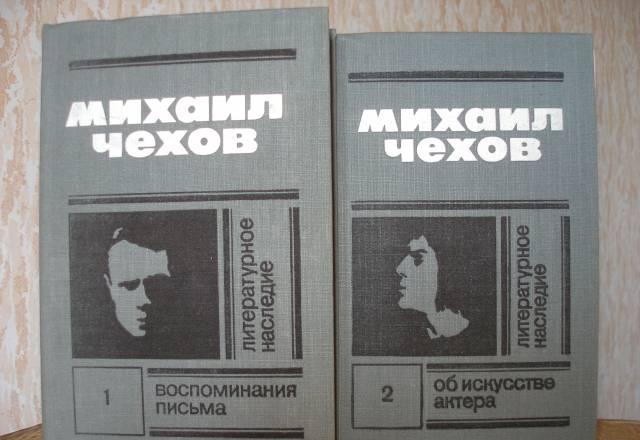 михаил
чехов
литературное
наследие
1
воспоминания
письма
михаил
чехов
литературное
наследие
2
об искусстве
актера